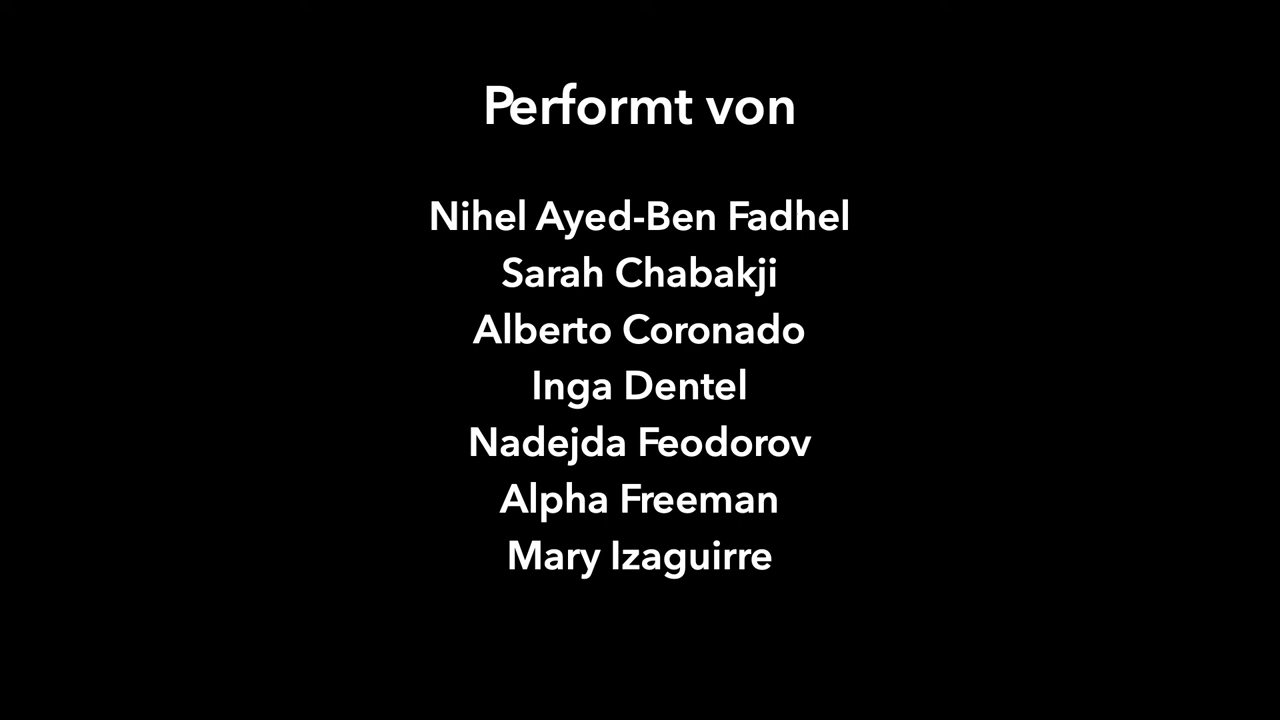 Performt von
Nihel Ayed-Ben Fadhel
Sarah Chabakji
Alberto Coronado
Inga Dentel
Nadejda Feodorov
Alpha Freeman
Mary Izaguirre